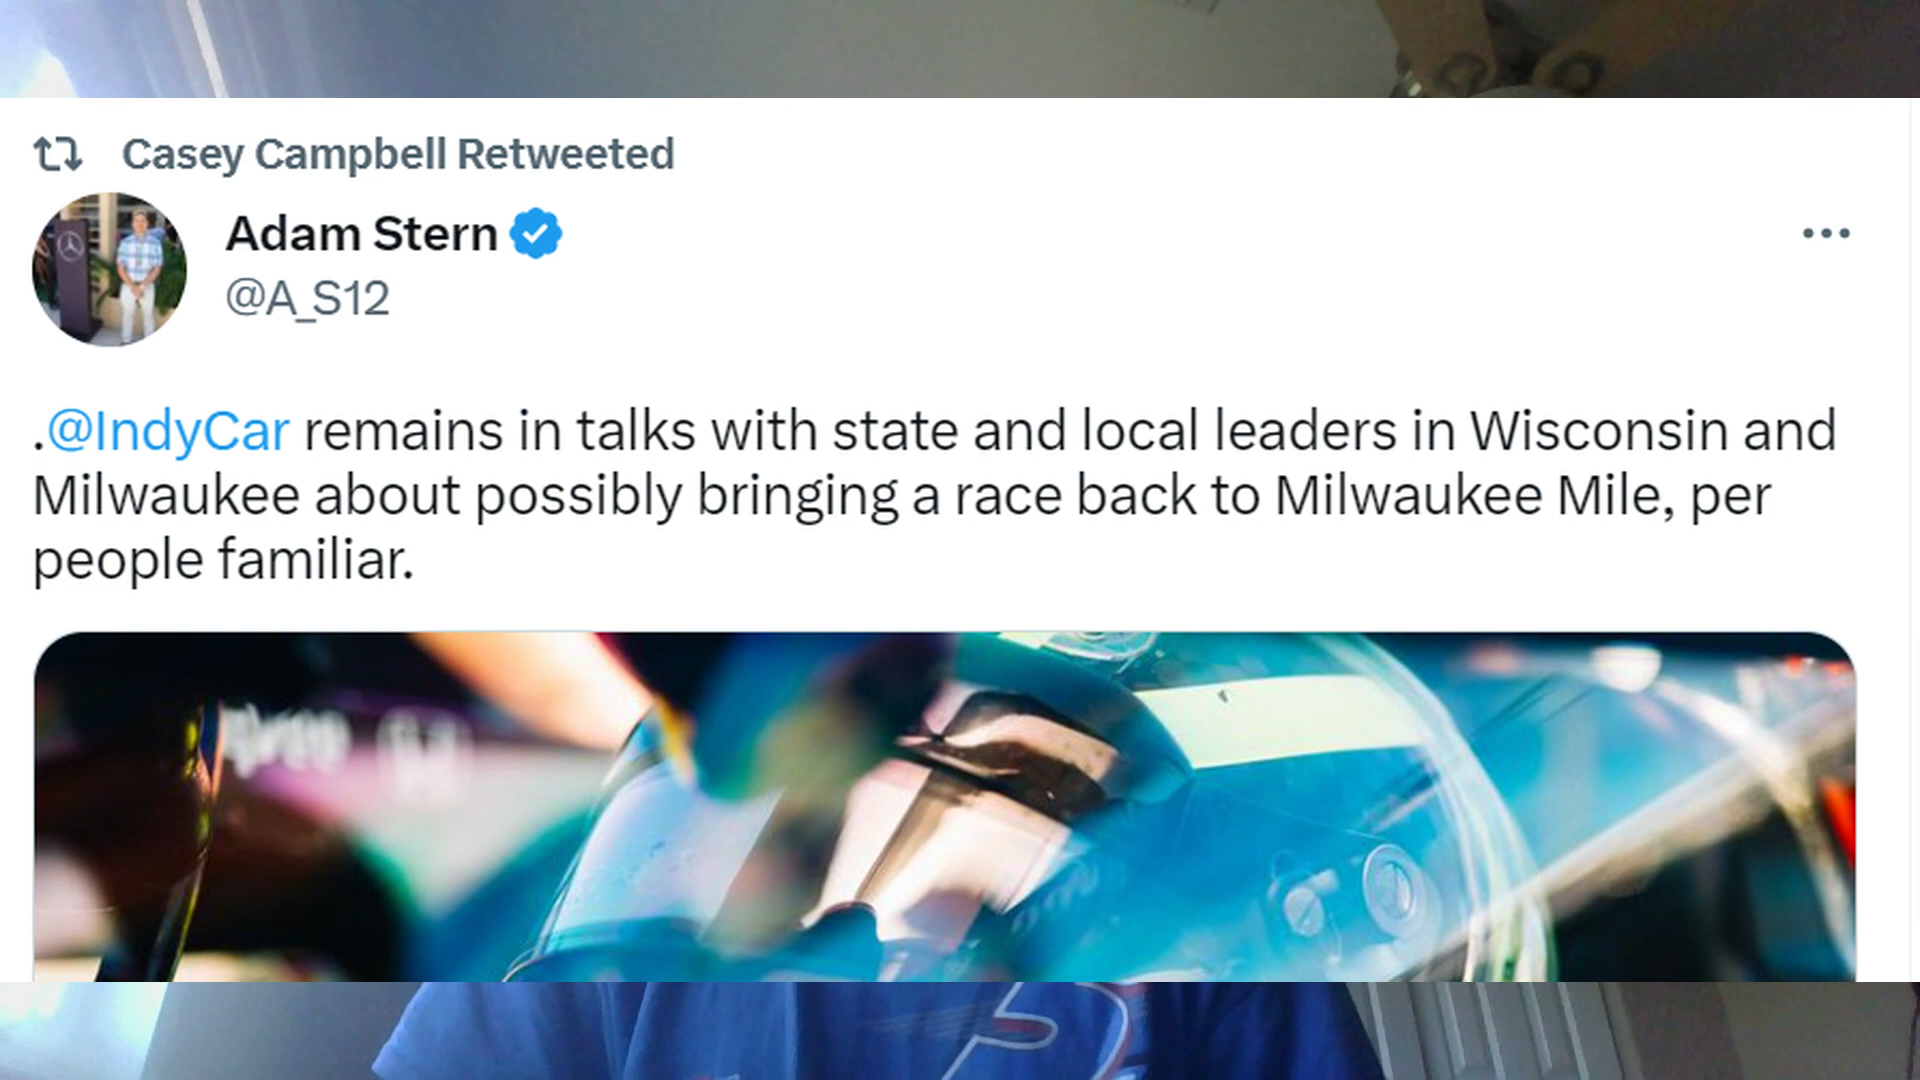 Casey Campbell Retweeted
Adam Stern
@A_S12
.@IndyCar remains in talks with state and local leaders in Wisconsin and
Milwaukee about possibly bringing a race back to Milwaukee Mile, per
people familiar.